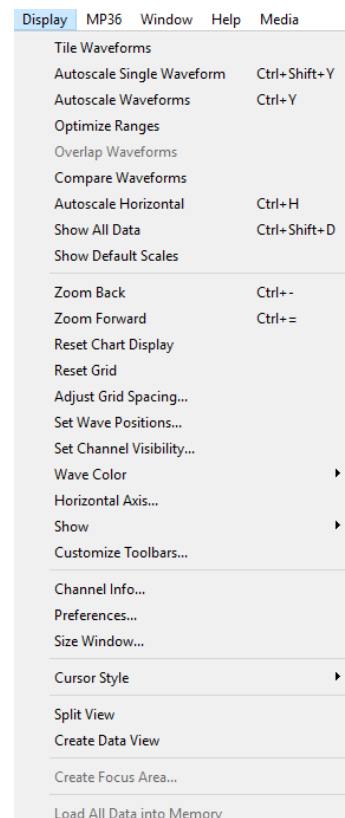 Display MP36 Window Help Media
Tile Waveforms
Autoscale Single Waveform Ctrl+Shift+Y
Autoscale Waveforms Ctrl+Y
Optimize Ranges
Overlap Waveforms
Compare Waveforms
Autoscale Horizontal Ctrl+H
Show All Data Ctrl+Shift+D
Show Default Scales
Zoom Back Ctrl+-
Zoom Forward Ctrl+=
Reset Chart Display
Reset Grid
Adjust Grid Spacing...
Set Wave Positions...
Set Channel Visibility...
Wave Color
Horizontal Axis...
Show
Customize Toolbars...
Channel Info...
Preferences...
Size Window...
Cursor Style
Split View
Create Data View
Create Focus Area...
Load All Data into Memory